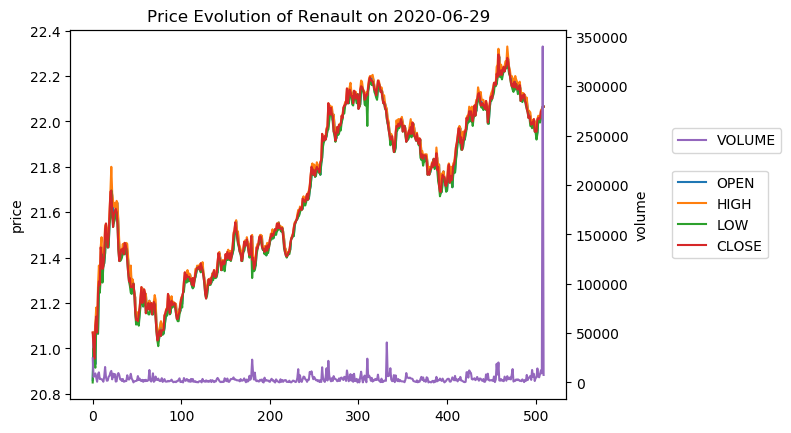 Price Evolution of Renault on 2020-06-29
22.4
22.2
22.0
21.8
21.6
21.4
21.2
21.0
20.8
price
0
100
200
300
400
500
350000
300000
250000
200000
150000
100000
50000
0
volume
VOLUME
OPEN
HIGH
LOW
CLOSE